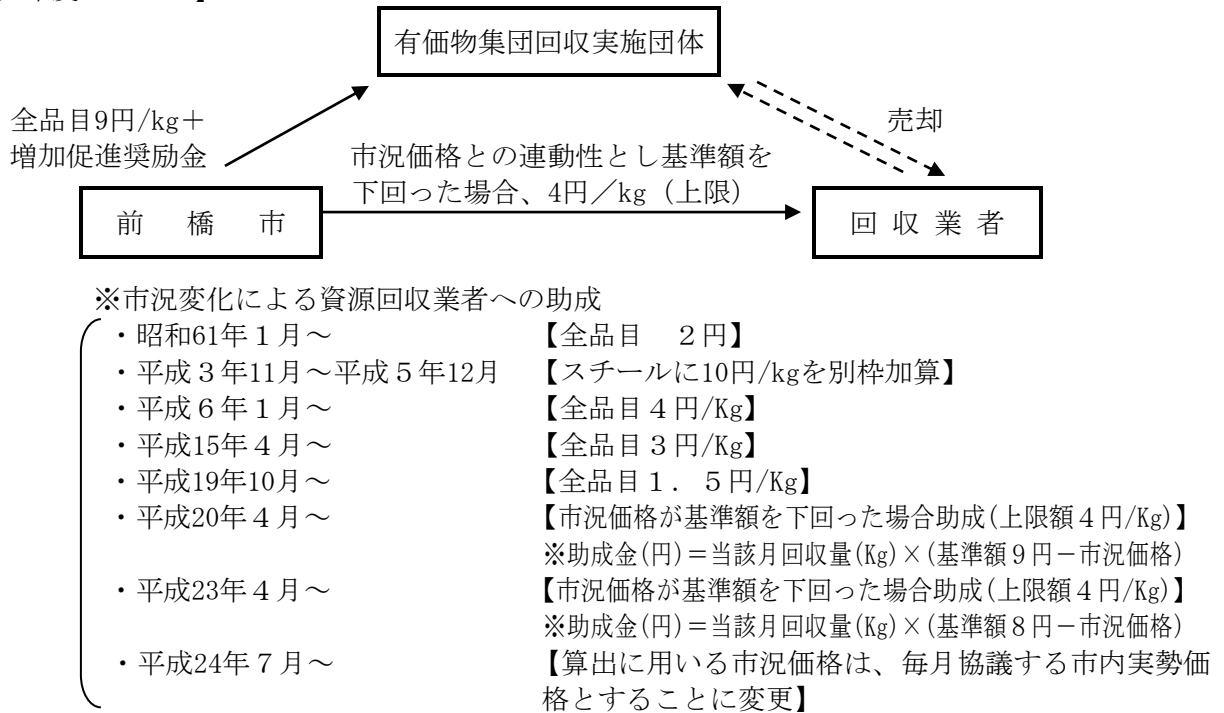 有価物集団回収実施団体
全品目9円/kg＋
増加促進奨励金
売却
市況価格との連動性とし基準額を
下回った場合、4円／kg（上限）
前　橋　市
回 収 業 者
※市況変化による資源回収業者への助成
・昭和61年１月～　【全品目　２円】
・平成３年11月～平成５年12月　【スチールに10円/kgを別枠加算】
・平成６年１月～　【全品目４円/Kg】
・平成15年４月～　【全品目３円/Kg】
・平成19年10月～　【全品目１．５円/Kg】
・平成20年４月～　【市況価格が基準額を下回った場合助成(上限額４円/Kg)】
※助成金(円)＝当該月回収量(Kg)×(基準額９円－市況価格)
・平成23年４月～　【市況価格が基準額を下回った場合助成(上限額４円/Kg)】
※助成金(円)＝当該月回収量(Kg)×(基準額８円－市況価格)
・平成24年７月～　【算出に用いる市況価格は、毎月協議する市内実勢価
格とすることに変更】